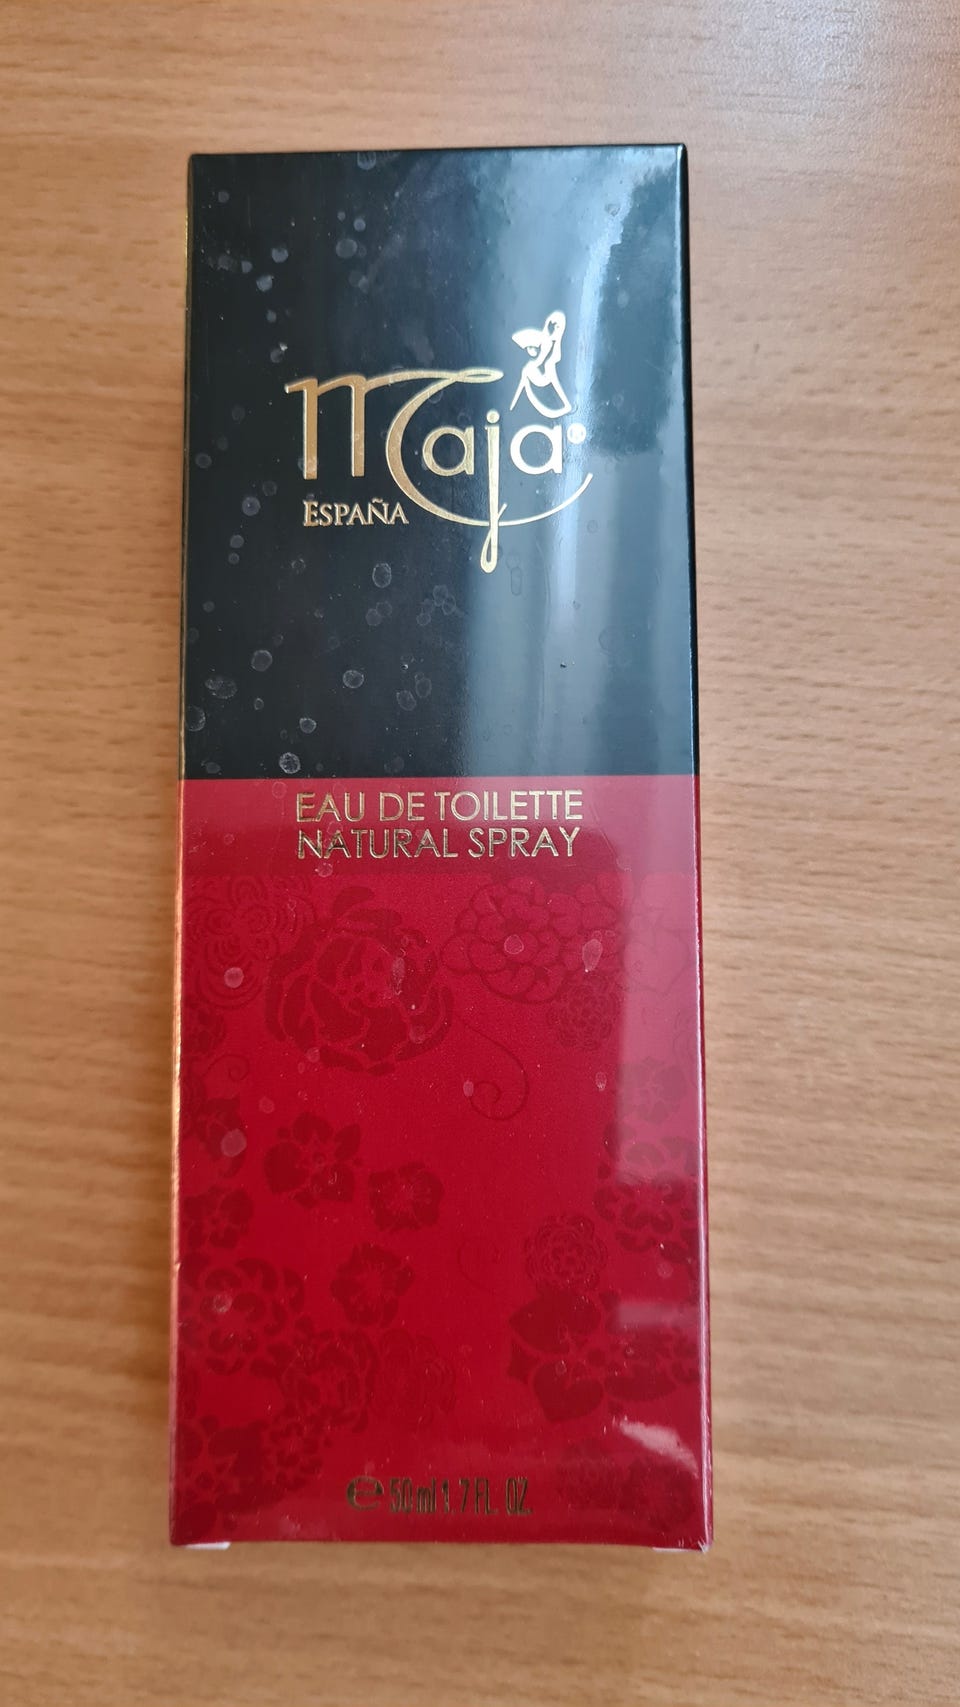 Maja®
ESPAÑA
EAU DE TOILETTE
NATURAL SPRAY
℮ 50 ml 1.7 FL. OZ.